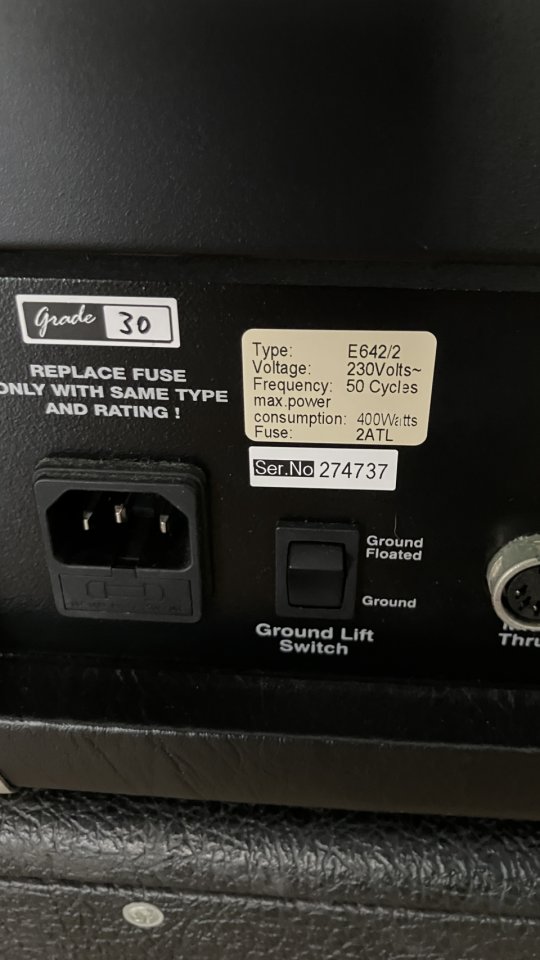 Grade 30
REPLACE FUSE
ONLY WITH SAME TYPE
AND RATING !
Type: E642/2
Voltage: 230Volts~
Frequency: 50 Cycles
max.power
consumption: 400Watts
Fuse: 2ATL
Ser.No 274737
Ground
Floated
Ground
Ground Lift
Switch
Thru